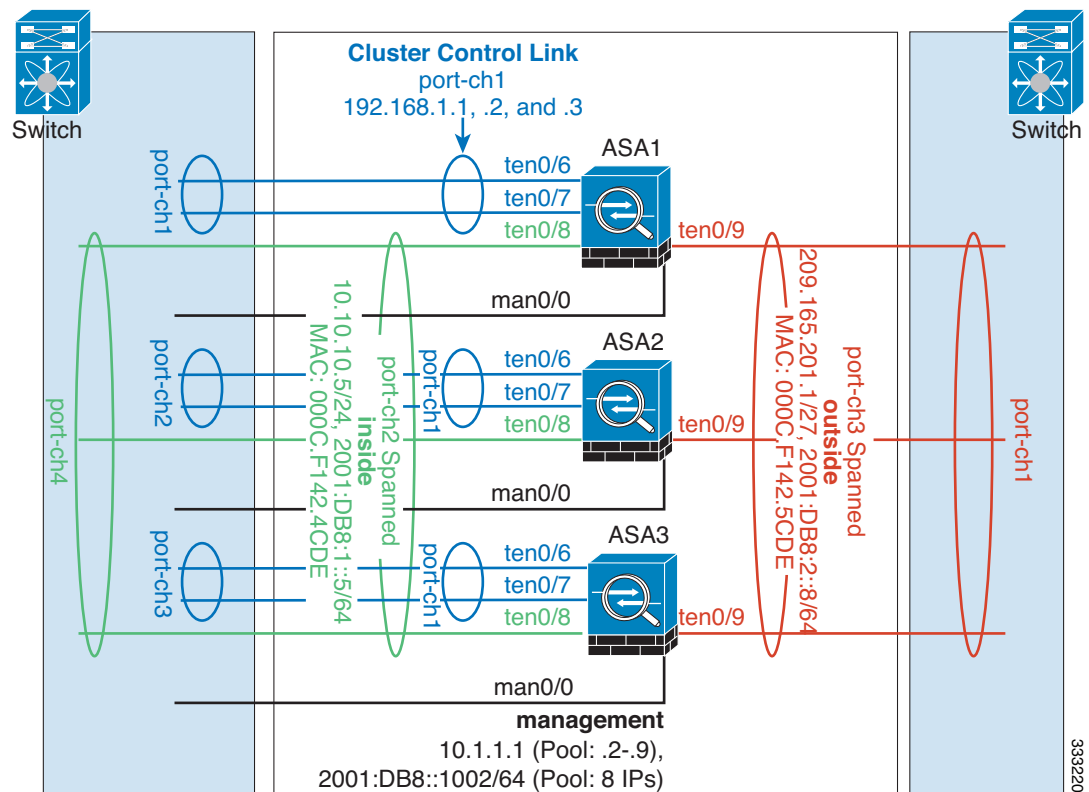 Switch
Switch
Cluster Control Link
port-ch1
192.168.1.1, .2, and .3
ASA1
port-ch1
ten0/6
ten0/7
ten0/8
ten0/9
man0/0
ASA2
port-ch2
port-ch1
ten0/6
ten0/7
ten0/8
ten0/9
man0/0
ASA3
port-ch3
port-ch1
ten0/6
ten0/7
ten0/8
ten0/9
man0/0
port-ch4
port-ch2 Spanned
inside
10.10.10.5/24, 2001:DB8:1::5/64
MAC: 000C.F142.4CDE
port-ch3 Spanned
outside
209.165.201.1/27, 2001:DB8:2::8/64
MAC: 000C.F142.5CDE
port-ch1
management
10.1.1.1 (Pool: .2-.9),
2001:DB8::1002/64 (Pool: 8 IPs)
333220